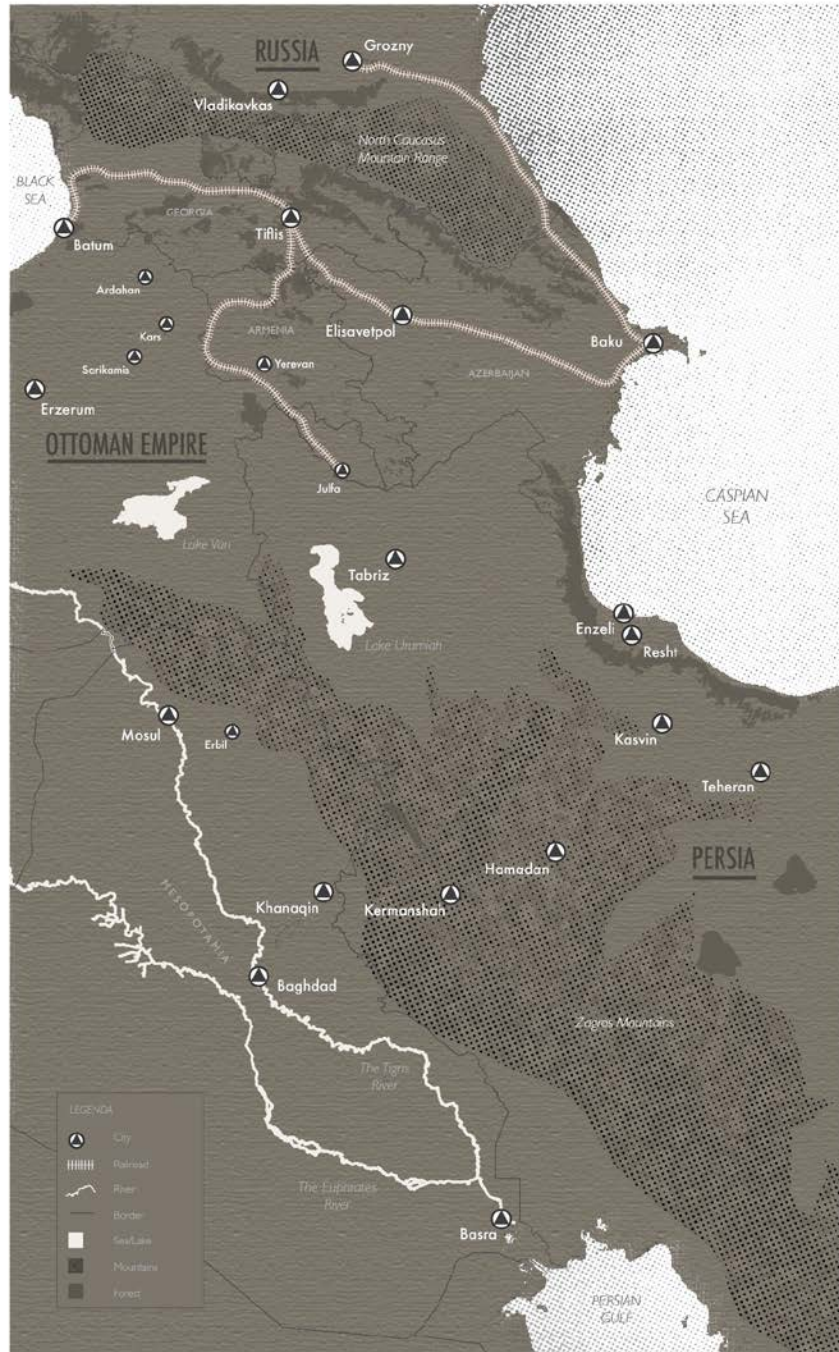 Grozny
RUSSIA
Vladikavkas
North Caucasus
Mountain Range
BLACK
SEA
GEORGIA
Tiflis
Batum
Ardahan
Kars
ARMENIA
Elisavetpol
Baku
Sarikamis
Yerevan
AZERBAIJAN
Erzerum
OTTOMAN EMPIRE
Julfa
CASPIAN
SEA
Lake Van
Tabriz
Enzeli
Lake Urumiah
Resht
Mosul
Erbil
Kasvin
Teheran
Hamadan
PERSIA
MESOPOTAMIA
Khanaqin
Kermanshah
Baghdad
Zagros Mountains
The Tigris
River
LEGENDA
City
Railroad
River
The Euphrates
River
Border
Basra
Sea/Lake
Mountains
Forest
PERSIAN
GULF